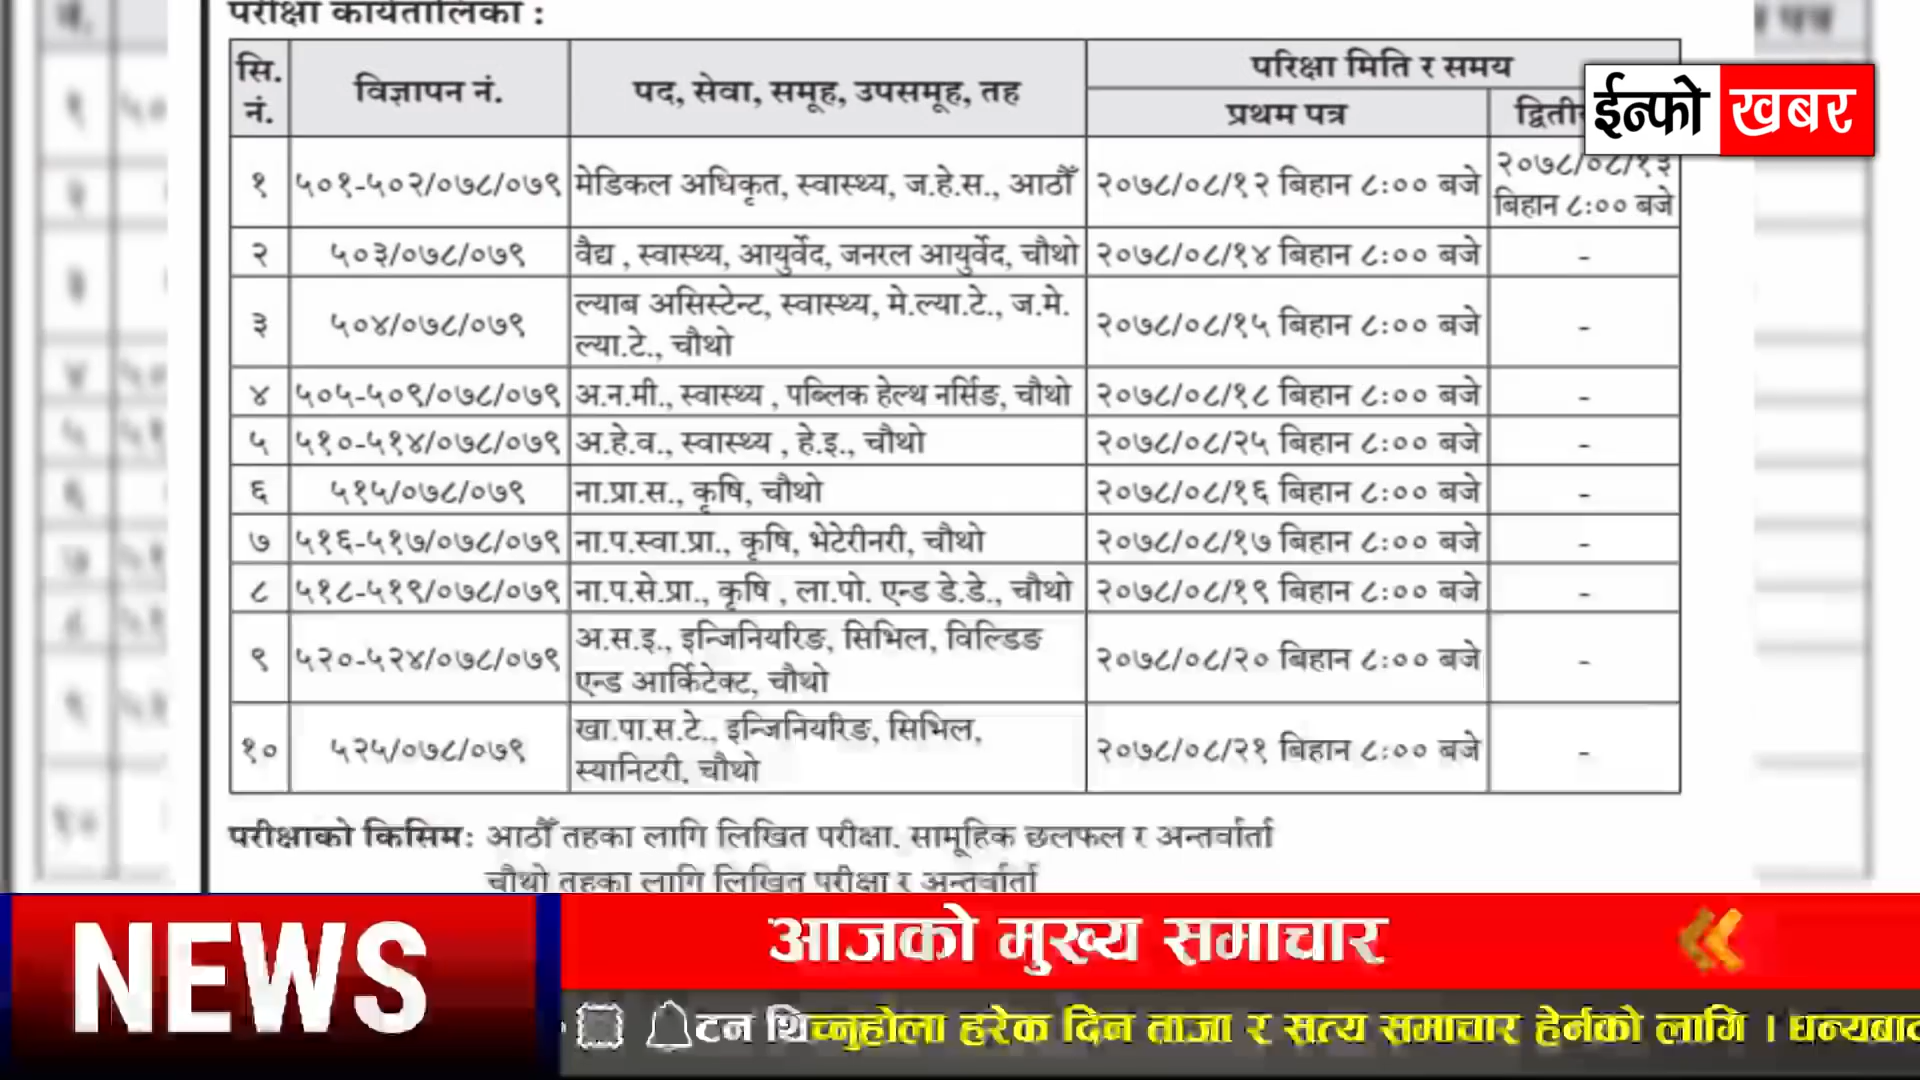 परीक्षा कार्यतालिका :
सि. नं. विज्ञापन नं. पद, सेवा, समूह, उपसमूह, तह परिक्षा मिति र समय
प्रथम पत्र
ईन्फो खबर
१ ५०१-५०२/०७८/०७९ मेडिकल अधिकृत, स्वास्थ्य, ज.हे.स., आठौँ २०७८/०८/१२ बिहान ८:०० बजे २०७८/०८/१३
बिहान ८:०० बजे
२ ५०३/०७८/०७९ वैद्य , स्वास्थ्य, आयुर्वेद, जनरल आयुर्वेद, चौथो २०७८/०८/१४ बिहान ८:०० बजे -
३ ५०४/०७८/०७९ ल्याब असिस्टेन्ट, स्वास्थ्य, मे.ल्या.टे., ज.मे.
ल्या.टे., चौथो २०७८/०८/१५ बिहान ८:०० बजे -
४ ५०५-५०९/०७८/०७९ अ.न.मी., स्वास्थ्य , पब्लिक हेल्थ नर्सिङ, चौथो २०७८/०८/१८ बिहान ८:०० बजे -
५ ५१०-५१४/०७८/०७९ अ.हे.व., स्वास्थ्य , हे.इ., चौथो २०७८/०८/२५ बिहान ८:०० बजे -
६ ५१५/०७८/०७९ ना.प्रा.स., कृषि, चौथो २०७८/०८/१६ बिहान ८:०० बजे -
७ ५१६-५१७/०७८/०७९ ना.प.स्वा.प्रा., कृषि, भेटेरीनरी, चौथो २०७८/०८/१७ बिहान ८:०० बजे -
८ ५१८-५१९/०७८/०७९ ना.प.से.प्रा., कृषि , ला.पो. एन्ड डे.डे., चौथो २०७८/०८/१९ बिहान ८:०० बजे -
९ ५२०-५२४/०७८/०७९ अ.स.इ., इन्जिनियरिङ, सिभिल, विल्डिङ
एन्ड आर्किटेक्ट, चौथो २०७८/०८/२० बिहान ८:०० बजे -
१० ५२५/०७८/०७९ खा.पा.स.टे., इन्जिनियरिङ, सिभिल,
स्यानिटरी, चौथो २०७८/०८/२१ बिहान ८:०० बजे -
परीक्षाको किसिम: आठौँ तहका लागि लिखित परीक्षा, सामूहिक छलफल र अन्तर्वार्ता
चौथो तहका लागि लिखित परीक्षा र अन्तर्वार्ता
NEWS
आजको मुख्य समाचार
टन थिच्नुहोला हरेक दिन ताजा र सत्य समाचार हेर्नको लागि । धन्यबाद